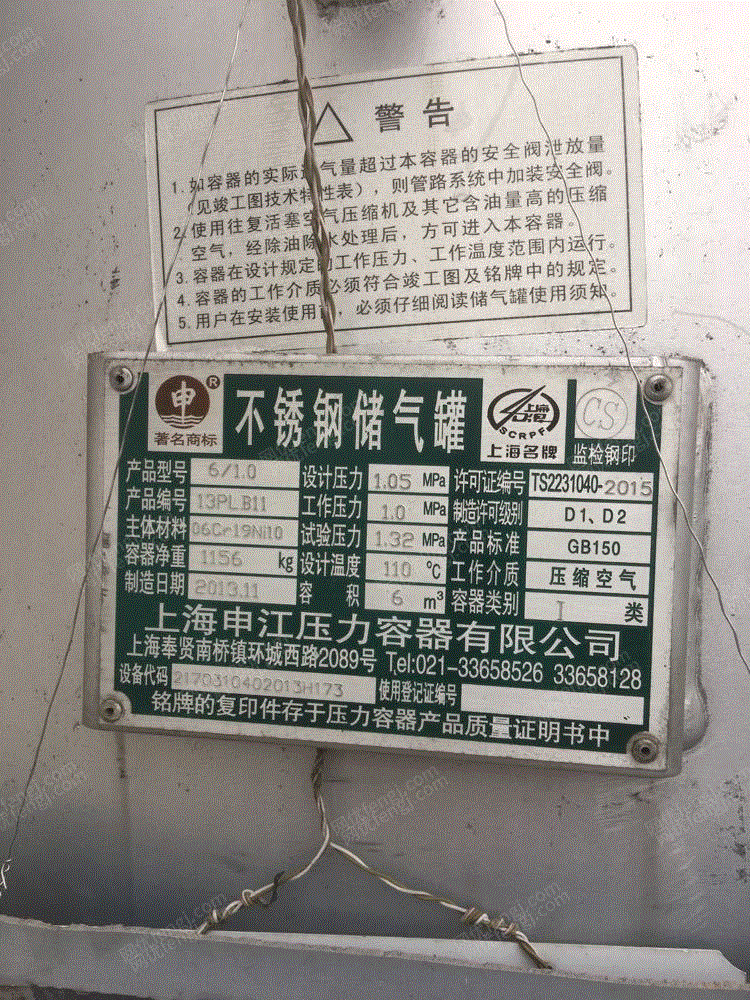 警告
1. 如容器的实际进气量超过本容器的安全阀泄放量
(见竣工图技术特性表)，则管路系统中加装安全阀。
2. 使用往复活塞空气压缩机及其它含油量高的压缩
空气，经除油除水处理后，方可进入本容器。
3. 容器在设计规定的工作压力、工作温度范围内运行。
4. 容器的工作介质必须符合竣工图及铭牌中的规定。
5. 用户在安装使用前，必须仔细阅读储气罐使用须知。
申 ®
著名商标
不锈钢储气罐
SCRPF
上海名牌
CS
监检钢印
产品型号 6/1.0 设计压力 1.05 MPa 许可证编号 TS2231040-2015
产品编号 13PLB11 工作压力 1.0 MPa 制造许可级别 D1、D2
主体材料 06Cr19Ni10 试验压力 1.32 MPa 产品标准 GB150
容器净重 1156 kg 设计温度 110 ℃ 工作介质 压缩空气
制造日期 2013.11 容积 6 m³ 容器类别 I 类
上海申江压力容器有限公司
上海奉贤南桥镇环城西路2089号 Tel:021-33658526 33658128
设备代码 2170310402013H173 使用登记证编号
铭牌的复印件存于压力容器产品质量证明书中